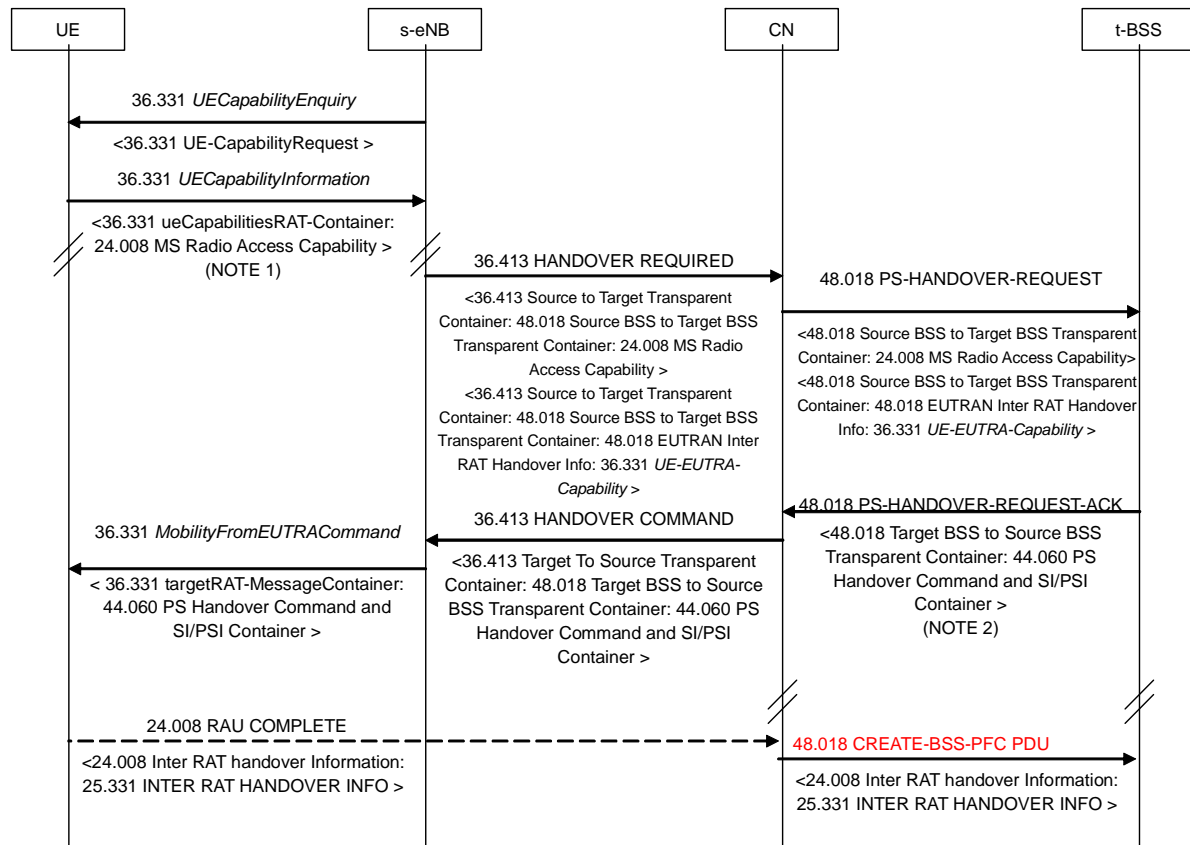 UE
s-eNB
CN
t-BSS
36.331 UECapabilityEnquiry
<36.331 UE-CapabilityRequest >
36.331 UECapabilityInformation
<36.331 ueCapabilitiesRAT-Container:
24.008 MS Radio Access Capability >
(NOTE 1)
36.413 HANDOVER REQUIRED
<36.413 Source to Target Transparent
Container: 48.018 Source BSS to Target BSS
Transparent Container: 24.008 MS Radio
Access Capability >
<36.413 Source to Target Transparent
Container: 48.018 Source BSS to Target BSS
Transparent Container: 48.018 EUTRAN Inter
RAT Handover Info: 36.331 UE-EUTRA-
Capability >
48.018 PS-HANDOVER-REQUEST
<48.018 Source BSS to Target BSS Transparent
Container: 24.008 MS Radio Access Capability>
<48.018 Source BSS to Target BSS Transparent
Container: 48.018 EUTRAN Inter RAT Handover
Info: 36.331 UE-EUTRA-Capability >
48.018 PS-HANDOVER-REQUEST-ACK
<48.018 Target BSS to Source BSS
Transparent Container: 44.060 PS
Handover Command and SI/PSI
Container >
(NOTE 2)
36.413 HANDOVER COMMAND
<36.413 Target To Source Transparent
Container: 48.018 Target BSS to Source
BSS Transparent Container: 44.060 PS
Handover Command and SI/PSI
Container >
36.331 MobilityFromEUTRACommand
< 36.331 targetRAT-MessageContainer:
44.060 PS Handover Command and
SI/PSI Container >
24.008 RAU COMPLETE
<24.008 Inter RAT handover Information:
25.331 INTER RAT HANDOVER INFO >
48.018 CREATE-BSS-PFC PDU
<24.008 Inter RAT handover Information:
25.331 INTER RAT HANDOVER INFO >